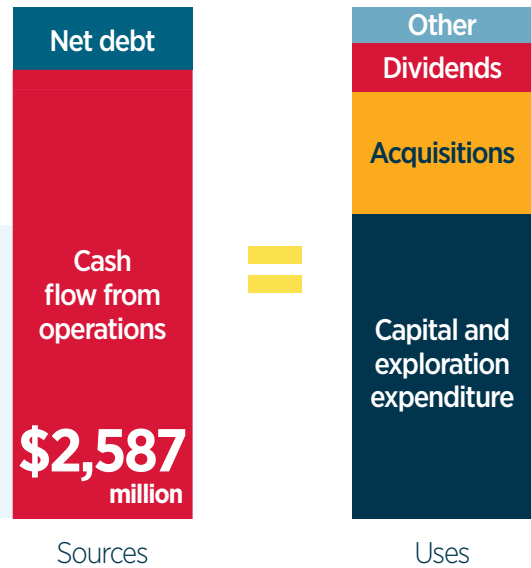 Net debt
Cash
flow from
operations
$2,587
million
Sources
Other
Dividends
Acquisitions
Capital and
exploration
expenditure
Uses